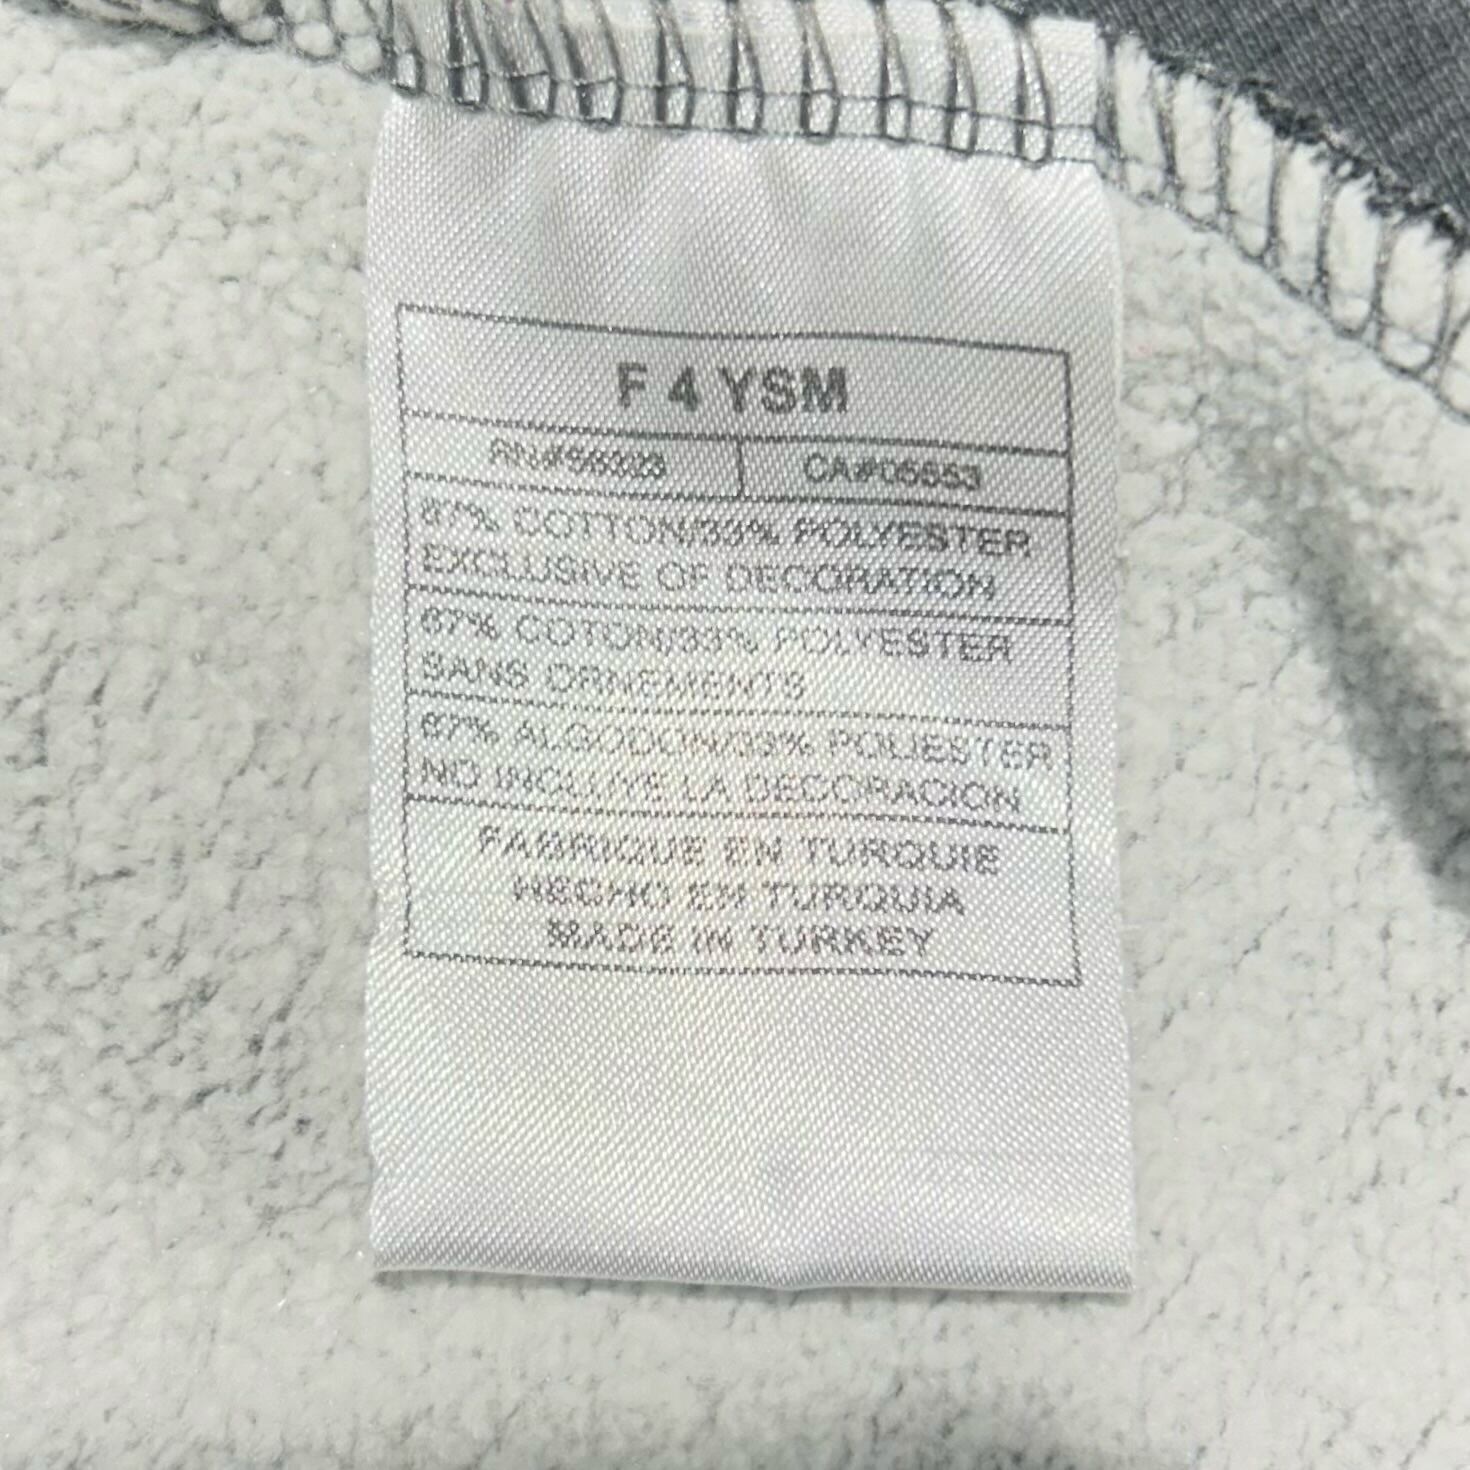 F 4 YSM
RN#56323 CA#05553
67% COTTON/33% POLYESTER
EXCLUSIVE OF DECORATION
67% COTON/33% POLYESTER
SANS ORNEMENTS
67% ALGODON/33% POLIESTER
NO INCLUYE LA DECORACION
FABRIQUE EN TURQUIE
HECHO EN TURQUIA
MADE IN TURKEY